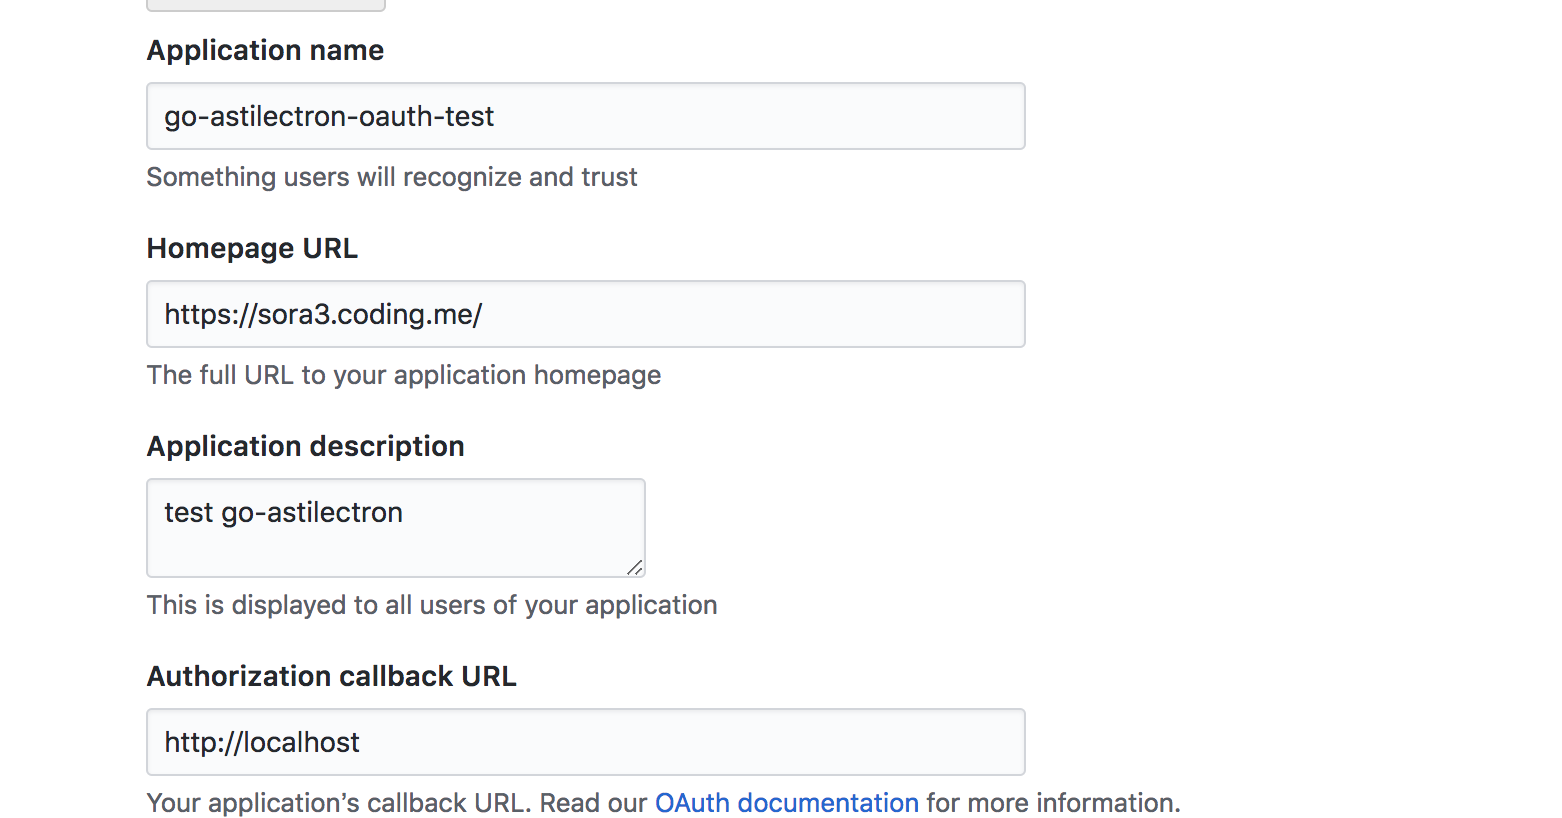 Application name
go-astilectron-oauth-test
Something users will recognize and trust
Homepage URL
https://sora3.coding.me/
The full URL to your application homepage
Application description
test go-astilectron
This is displayed to all users of your application
Authorization callback URL
http://localhost
Your application’s callback URL. Read our OAuth documentation for more information.